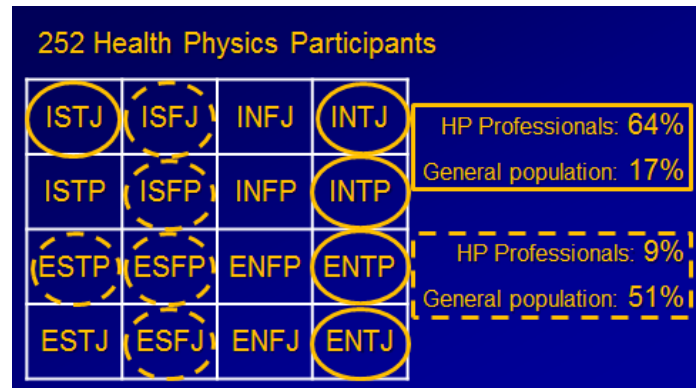 252 Health Physics Participants
ISTJ ISFJ INFJ INTJ
HP Professionals: 64%
General population: 17%
ISTP ISFP INFP INTP
ESTP ESFP ENFP ENTP
HP Professionals: 9%
General population: 51%
ESTJ ESFJ ENFJ ENTJ